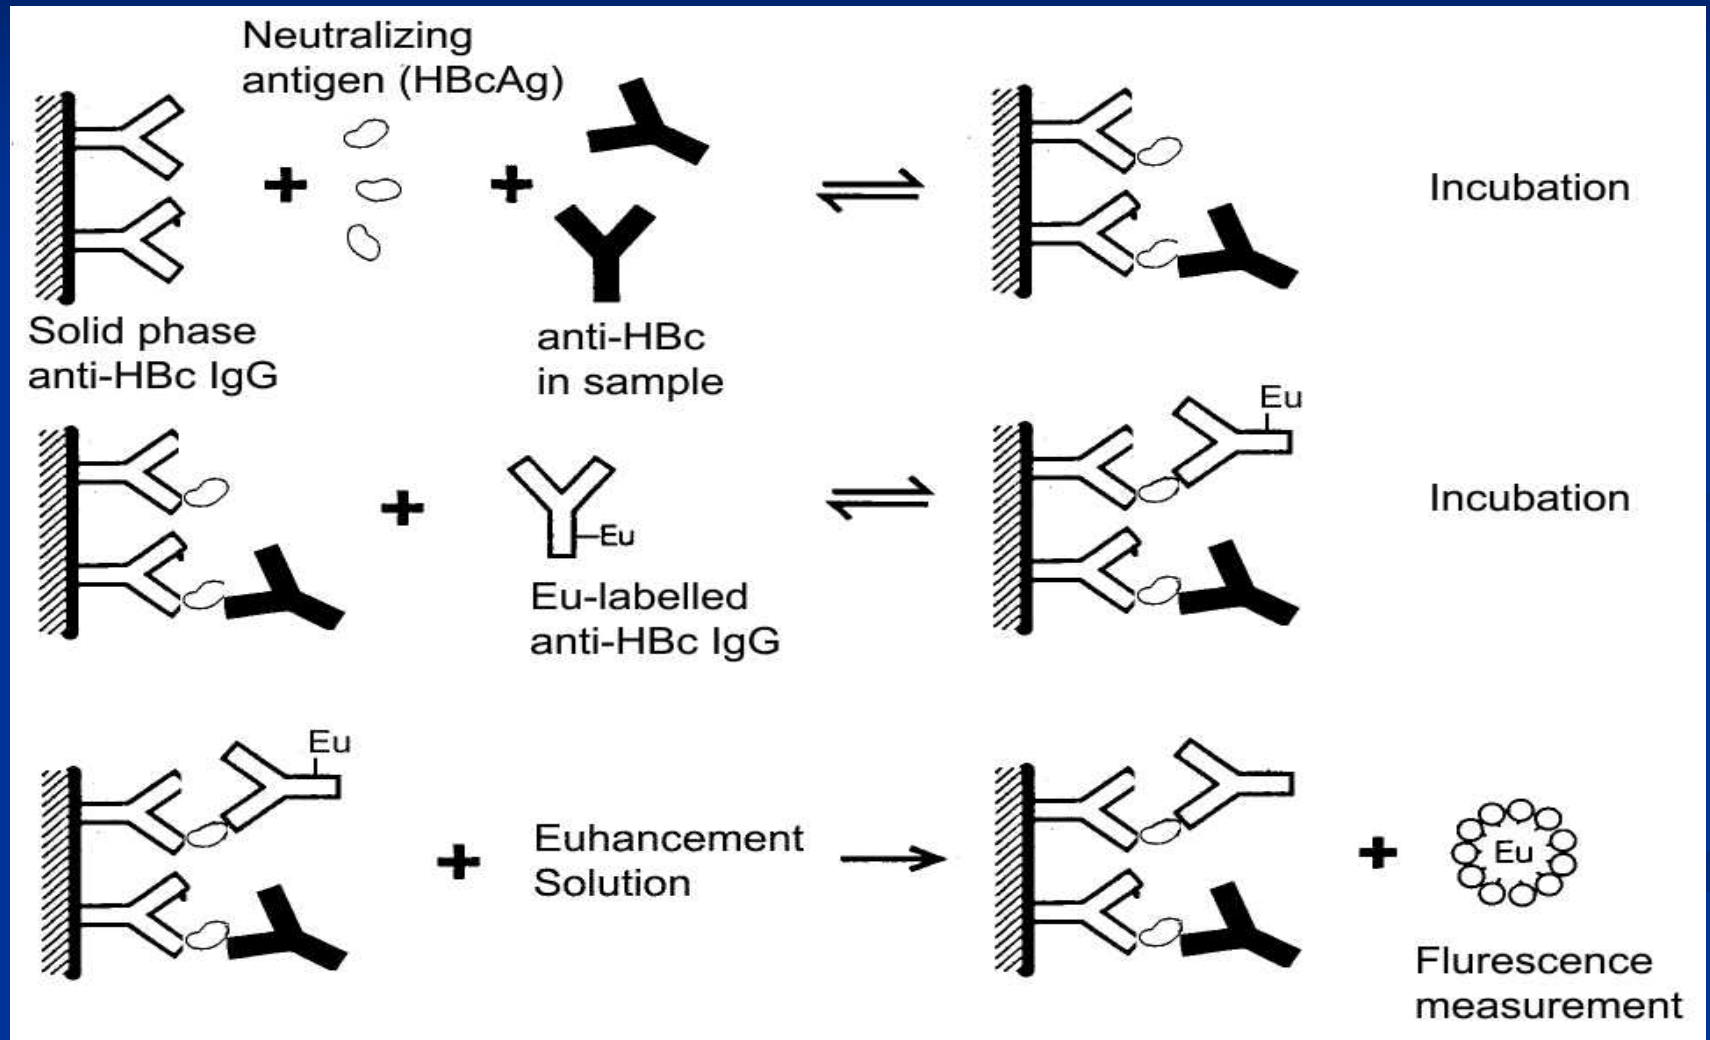 Neutralizing
antigen (HBcAg)
Solid phase
anti-HBc IgG
anti-HBc
in sample
Incubation
Eu
Eu-labelled
anti-HBc IgG
Eu
Incubation
Eu
Euhancement
Solution
Eu
Flurescence
measurement